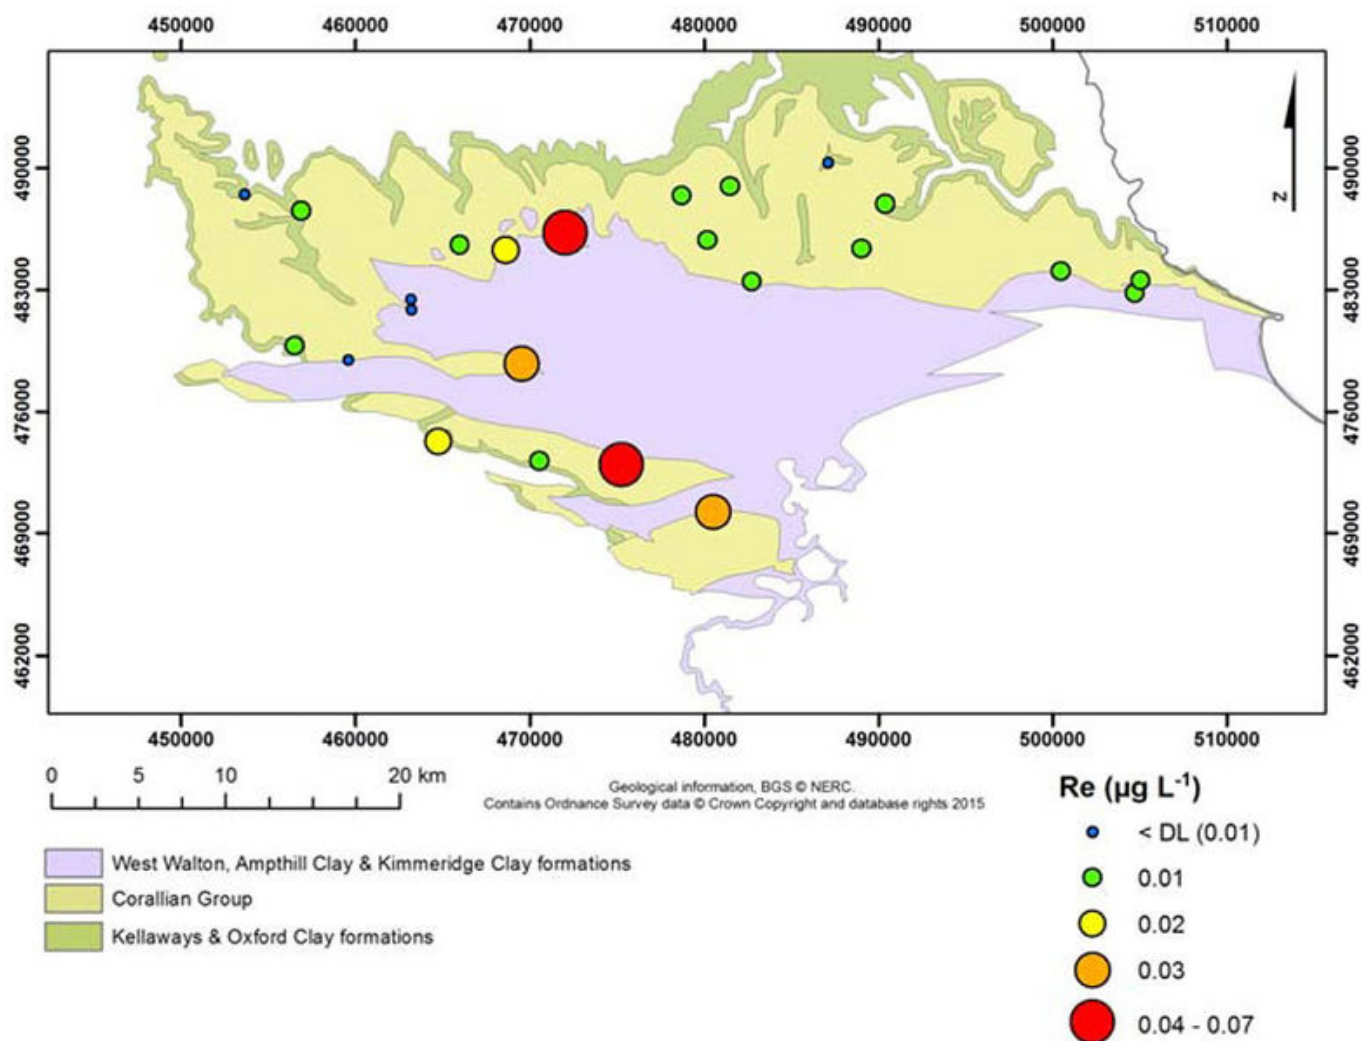 450000 460000 470000 480000 490000 500000 510000
490000 490000
483000 483000
476000 476000
469000 469000
462000 462000
N
450000 460000 470000 480000 490000 500000 510000
0 5 10 20 km
Geological information, BGS © NERC.
Contains Ordnance Survey data © Crown Copyright and database rights 2015
West Walton, Ampthill Clay & Kimmeridge Clay formations
Corallian Group
Kellaways & Oxford Clay formations
Re (µg L⁻¹)
< DL (0.01)
0.01
0.02
0.03
0.04 - 0.07